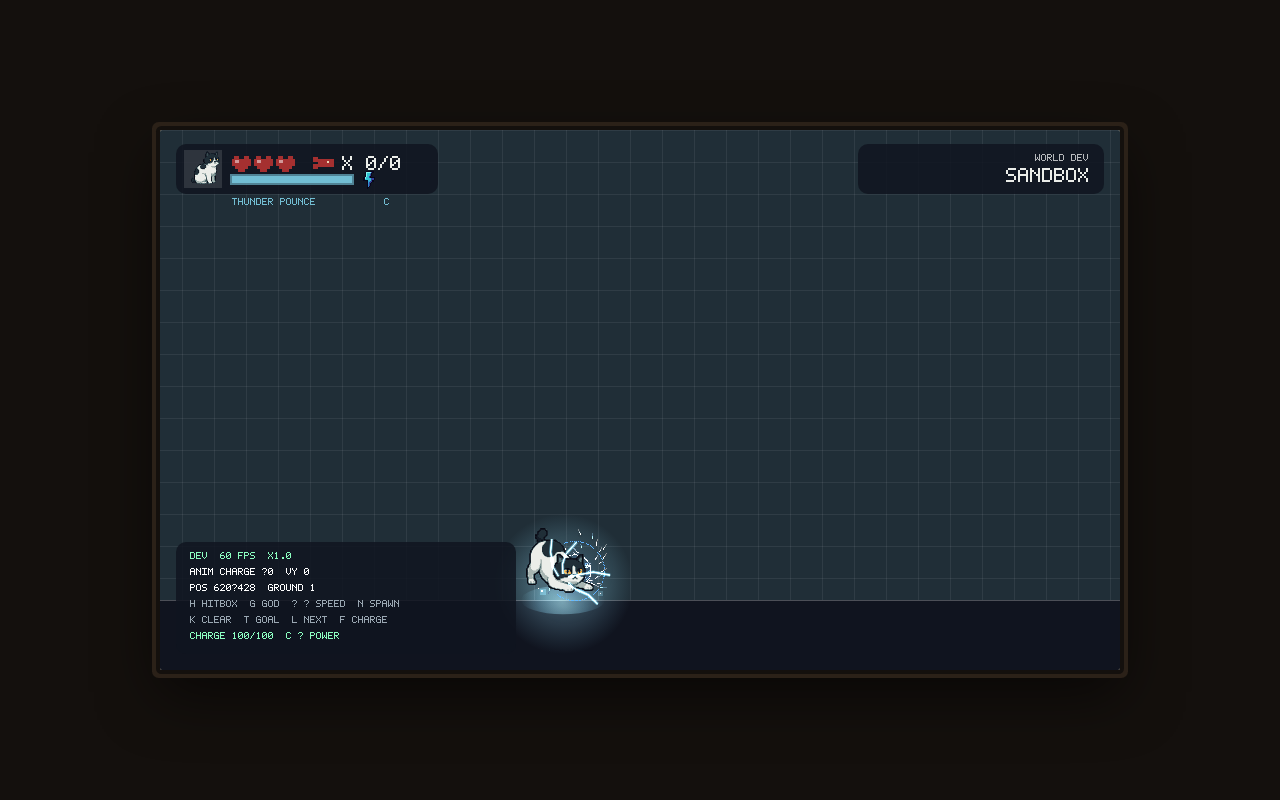 X 0/0
THUNDER POUNCE C
WORLD DEV
SANDBOX
DEV 60 FPS X1.0
ANIM CHARGE ?0 VY 0
POS 620?428 GROUND 1
H HITBOX G GOD ? ? SPEED N SPAWN
K CLEAR T GOAL L NEXT F CHARGE
CHARGE 100/100 C ? POWER